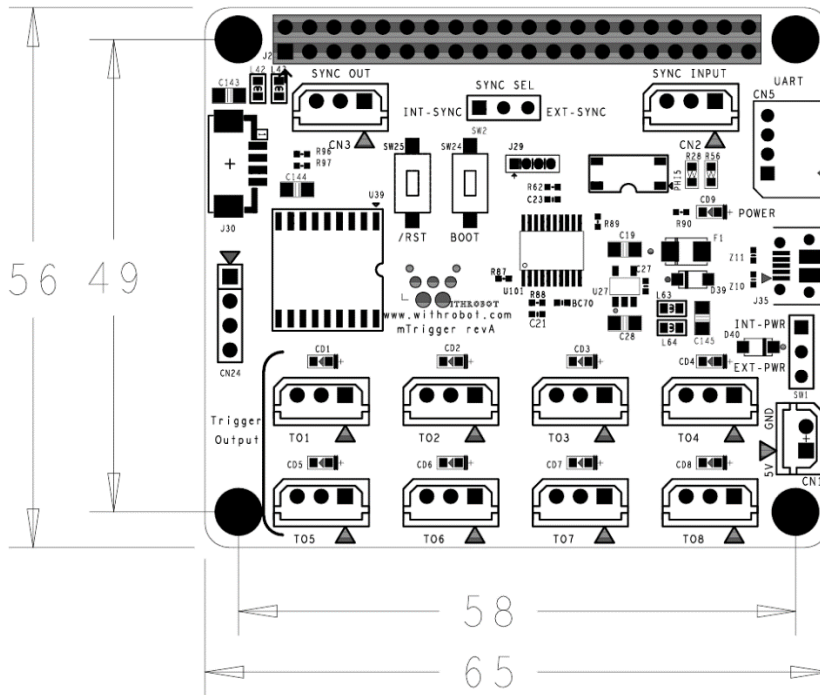 J2
L42 L43
C143
SYNC OUT
SYNC SEL
SYNC INPUT
UART
CN5
INT-SYNC
EXT-SYNC
CN3
SW25
SW2
SW24
J29
CN2
R28
R56
PH15
R96
R97
C144
U39
R62
C23
CD9
POWER
R89
R90
J30
/RST
BOOT
C19
F1
Z11
R87
U101
U27
C27
D39
Z10
J35
WITHROBOT
www.withrobot.com
mTrigger revA
R88
C21
BC70
L63
C28
L64
C145
D40
INT-PWR
EXT-PWR
SW1
56
49
CN24
CD1
CD2
CD3
CD4
Trigger
Output
TO1
TO2
TO3
TO4
GND
5V
CN1
CD5
CD6
CD7
CD8
TO5
TO6
TO7
TO8
58
65